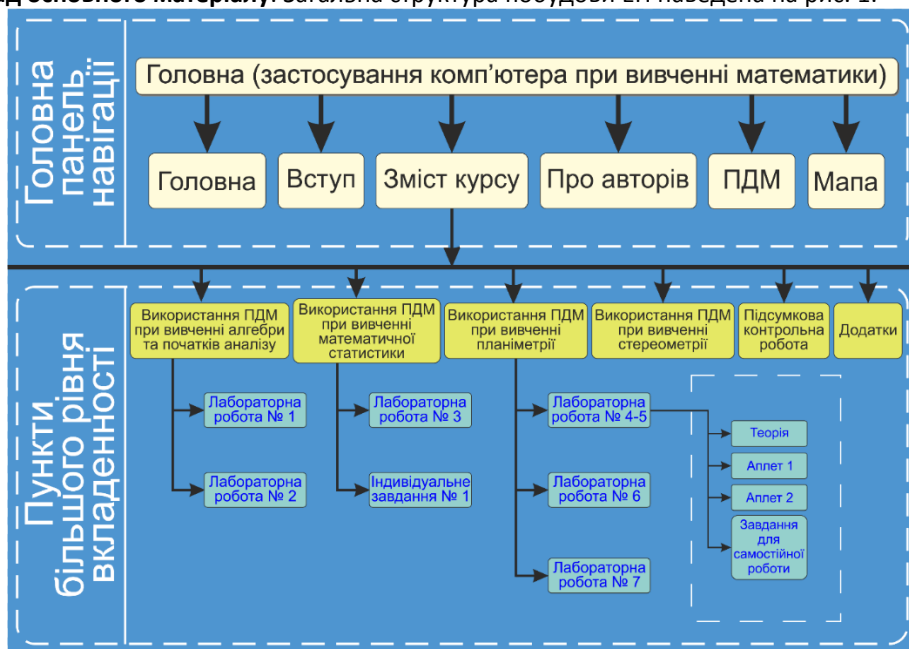 основного матеріалу. Загальна структура побудови ЕП наведена на рис. 1.
Головна панель навігації
Головна (застосування комп'ютера при вивченні математики)
Головна
Вступ
Зміст курсу
Про авторів
ПДМ
Мапа
Пункти більшого рівня вкладенності
Використання ПДМ
при вивченні алгебри
та початків аналізу
Використання ПДМ
при вивченні
математичної
статистики
Використання ПДМ
при вивченні
планіметрії
Використання ПДМ
при вивченні
стереометрії
Підсумкова
контрольна
робота
Додатки
Лабораторна
робота № 1
Лабораторна
робота № 2
Лабораторна
робота № 3
Індивідуальне
завдання № 1
Лабораторна
робота № 4-5
Лабораторна
робота № 6
Лабораторна
робота № 7
Теорія
Аплет 1
Аплет 2
Завдання
для
самостійної
роботи